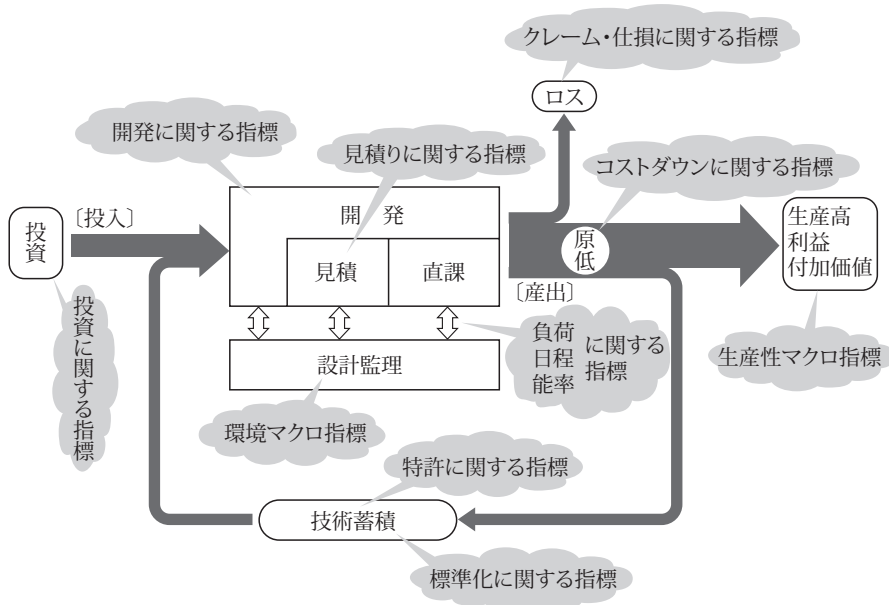 クレーム・仕損に関する指標
ロス
開発に関する指標
見積りに関する指標
コストダウンに関する指標
投資
〔投入〕
開 発
見積
直課
原低
生産高
利益
付加価値
〔産出〕
投資に関する指標
設計監理
負荷
日程
能率
に関する
指標
生産性マクロ指標
環境マクロ指標
特許に関する指標
技術蓄積
標準化に関する指標